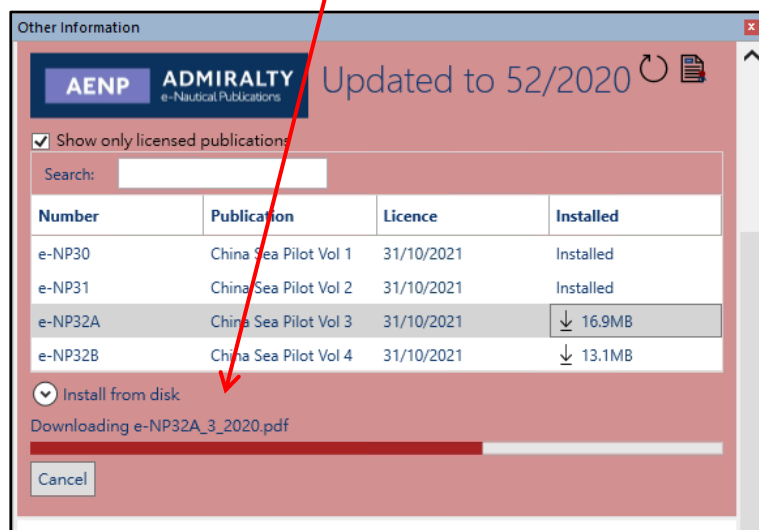 Other Information
AENP ADMIRALTY
e-Nautical Publications
Updated to 52/2020
Show only licensed publications
Search:
Number Publication Licence Installed
e-NP30 China Sea Pilot Vol 1 31/10/2021 Installed
e-NP31 China Sea Pilot Vol 2 31/10/2021 Installed
e-NP32A China Sea Pilot Vol 3 31/10/2021 16.9MB
e-NP32B China Sea Pilot Vol 4 31/10/2021 13.1MB
Install from disk
Downloading e-NP32A_3_2020.pdf
Cancel